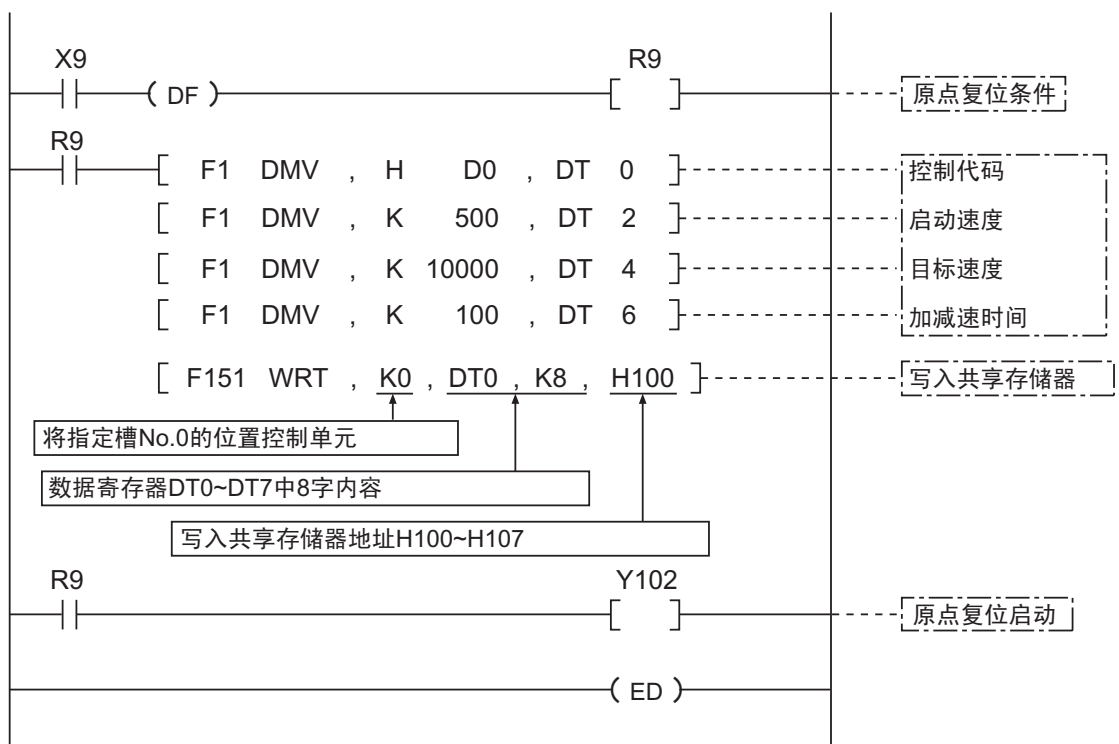 X9
( DF )
R9
[ ]
原点复位条件
R9
[ F1 DMV , H D0 , DT 0 ]
控制代码
[ F1 DMV , K 500 , DT 2 ]
启动速度
[ F1 DMV , K 10000 , DT 4 ]
目标速度
[ F1 DMV , K 100 , DT 6 ]
加减速时间
[ F151 WRT , K0 , DT0 , K8 , H100 ]
写入共享存储器
将指定槽No.0的位置控制单元
数据寄存器DT0~DT7中8字内容
写入共享存储器地址H100~H107
R9
Y102
[ ]
原点复位启动
( ED )